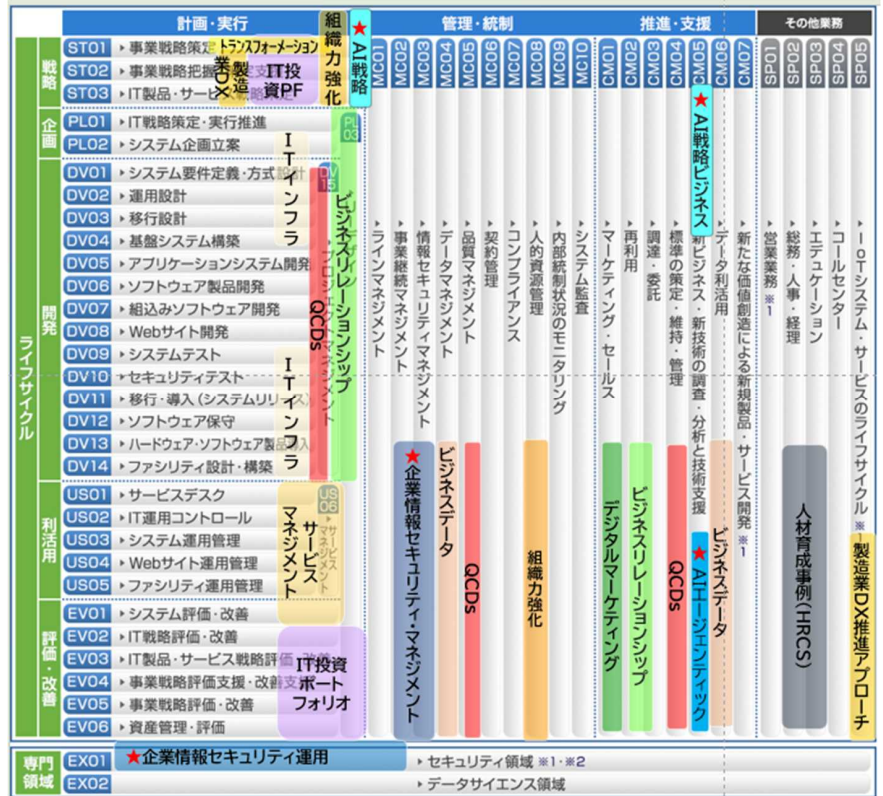 計画・実行
管理・統制
推進・支援
その他業務
組織力強化
★AI戦略
ライフサイクル
戦略
ST01 ▸事業戦略策定
トランスフォーメーション
ST02 ▸事業戦略把握
製造業DX
IT投資PF
ST03 ▸IT製品・サービス
企画
PL01 ▸IT戦略策定・実行推進
PL02 ▸システム企画立案
PL03
ITインフラ
開発
DV01 ▸システム要件定義・方式設計
DV02 ▸運用設計
DV03 ▸移行設計
DV04 ▸基盤システム構築
DV05 ▸アプリケーションシステム開発
DV06 ▸ソフトウェア製品開発
DV07 ▸組込みソフトウェア開発
DV08 ▸Webサイト開発
DV09 ▸システムテスト
DV10 ▸セキュリティテスト
DV11 ▸移行・導入(システムリリース)
DV12 ▸ソフトウェア保守
DV13 ▸ハードウェア・ソフトウェア製品導入
DV14 ▸ファシリティ設計・構築
DV15
▸プロジェクトマネジメント
QCDs
ビジネスリレーションシップ
ITインフラ
利活用
US01 ▸サービスデスク
US02 ▸IT運用コントロール
US03 ▸システム運用管理
US04 ▸Webサイト運用管理
US05 ▸ファシリティ運用管理
US06
▸サービスマネジメント
サービスマネジメント
評価・改善
EV01 ▸システム評価・改善
EV02 ▸IT戦略評価・改善
EV03 ▸IT製品・サービス戦略評価・改善
EV04 ▸事業戦略評価支援・改善支援
EV05 ▸事業戦略評価・改善
EV06 ▸資産管理・評価
IT投資ポートフォリオ
MC01 ▸ラインマネジメント
MC02 ▸事業継続マネジメント
MC03 ▸情報セキュリティマネジメント
MC04 ▸データマネジメント
MC05 ▸品質マネジメント
MC06 ▸契約管理
MC07 ▸コンプライアンス
MC08 ▸人的資源管理
MC09 ▸内部統制状況のモニタリング
MC10 ▸システム監査
★企業情報セキュリティ・マネジメント
ビジネスデータ
QCDs
組織力強化
CM01 ▸マーケティング・セールス
CM02 ▸再利用
CM03 ▸調達・委託
CM04 ▸標準の策定・維持・管理
CM05 新ビジネス・新技術の調査・分析と技術支援
CM06 ▸データ利活用
CM07 ▸新たな価値創造による新規製品・サービス開発 ※1
★AI戦略ビジネス
デジタルマーケティング
ビジネスリレーションシップ
QCDs
★AIエージェンティック
ビジネスデータ
SP01 ▸営業業務 ※1
SP02 ▸総務・人事・経理
SP03 ▸エデュケーション
SP04 ▸コールセンター
SP05 ▸IoTシステム・サービスのライフサイクル ※1
人材育成事例(HRCS)
製造業DX推進アプローチ
専門領域
EX01
★企業情報セキュリティ運用
▸セキュリティ領域 ※1・※2
EX02
▸データサイエンス領域